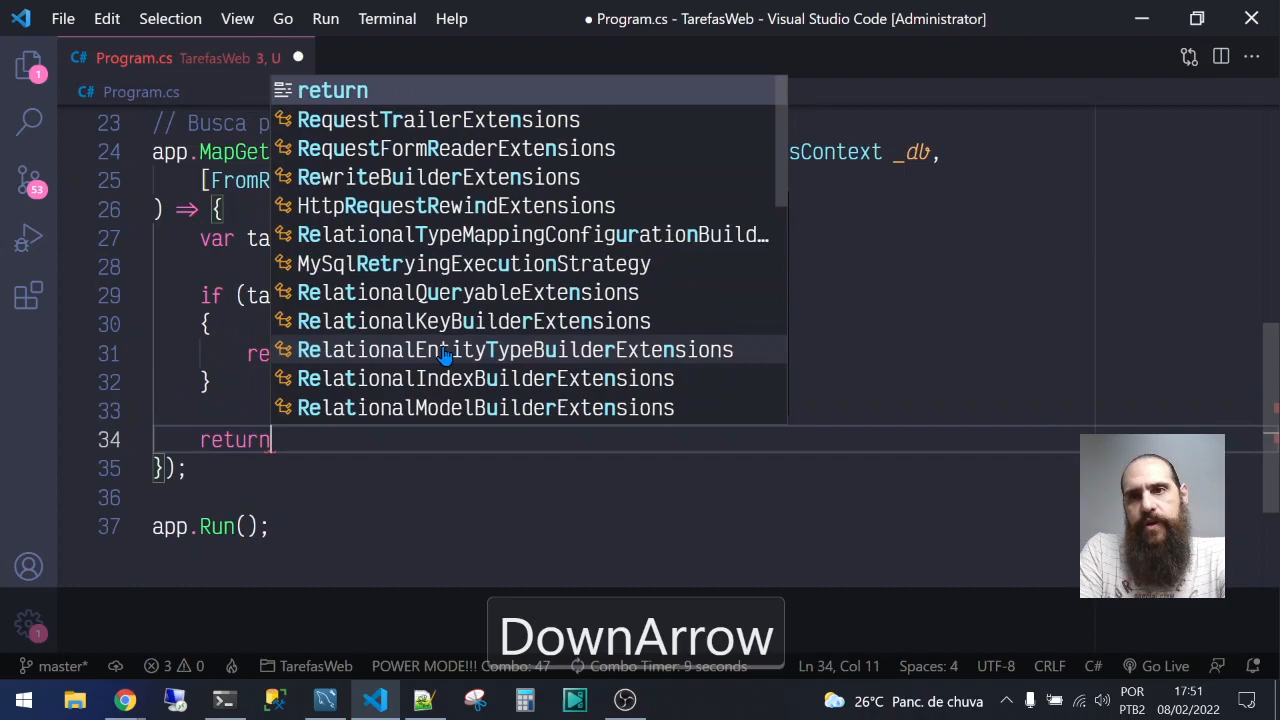 File Edit Selection View Go Run Terminal Help ● Program.cs - TarefasWeb - Visual Studio Code [Administrator]
C# Program.cs TarefasWeb 3, U
C# Program.cs
return
RequestTrailerExtensions
RequestFormReaderExtensions
RewriteBuilderExtensions
HttpRequestRewindExtensions
RelationalTypeMappingConfigurationBuild…
MySqlRetryingExecutionStrategy
RelationalQueryableExtensions
RelationalKeyBuilderExtensions
RelationalEntityTypeBuilderExtensions
RelationalIndexBuilderExtensions
RelationalModelBuilderExtensions
23 // Busca p
24 app.MapGet sContext _db,
25 [FromR
26 ) => {
27 var ta
28
29 if (ta
30 {
31 re
32 }
33
34 return
35 });
36
37 app.Run();
1
53
1
DownArrow
master* 3 0 TarefasWeb POWER MODE!!! Combo: 47 Combo Timer: 9 seconds Ln 34, Col 11 Spaces: 4 UTF-8 CRLF C# Go Live
26°C Panc. de chuva POR PTB2 17:51 08/02/2022